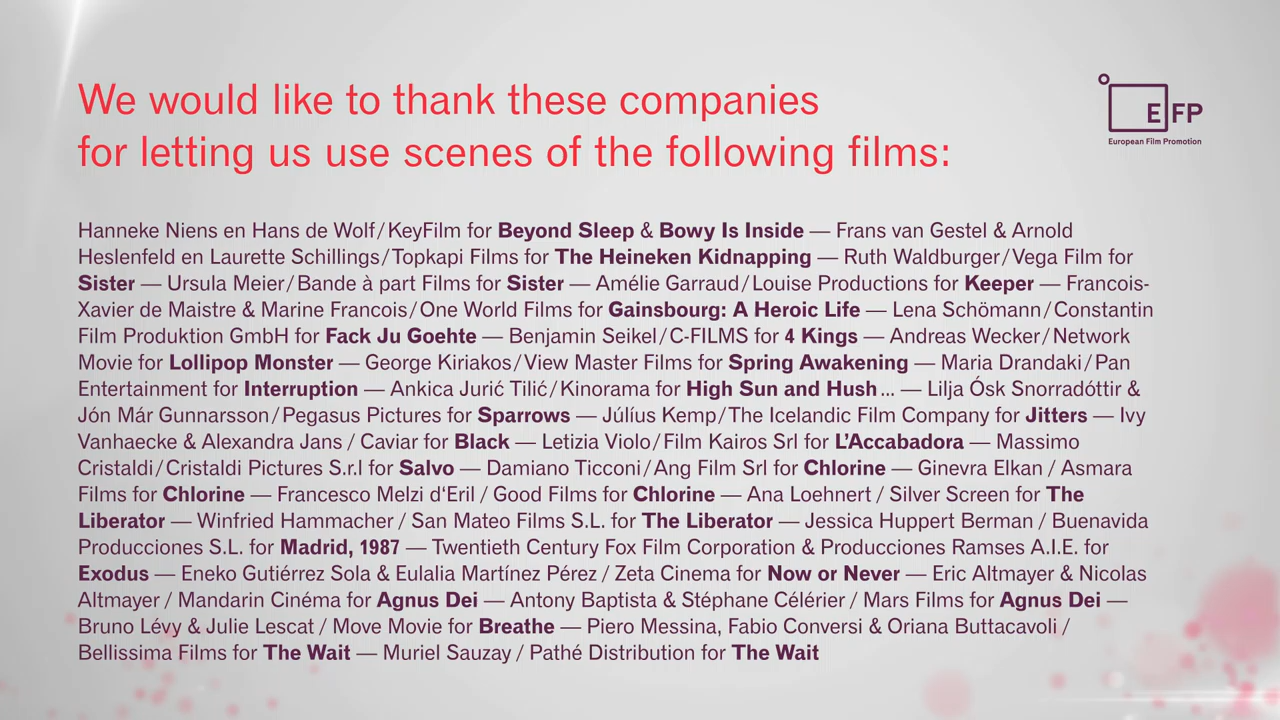 We would like to thank these companies
for letting us use scenes of the following films:
E FP
European Film Promotion
Hanneke Niens en Hans de Wolf/KeyFilm for Beyond Sleep & Bowy Is Inside — Frans van Gestel & Arnold
Heslenfeld en Laurette Schillings/Topkapi Films for The Heineken Kidnapping — Ruth Waldburger/Vega Film for
Sister — Ursula Meier/Bande à part Films for Sister — Amélie Garraud/Louise Productions for Keeper — Francois-
Xavier de Maistre & Marine Francois/One World Films for Gainsbourg: A Heroic Life — Lena Schömann/Constantin
Film Produktion GmbH for Fack Ju Goehte — Benjamin Seikel/C-FILMS for 4 Kings — Andreas Wecker/Network
Movie for Lollipop Monster — George Kiriakos/View Master Films for Spring Awakening — Maria Drandaki/Pan
Entertainment for Interruption — Ankica Jurić Tilić/Kinorama for High Sun and Hush ... — Lilja Ósk Snorradóttir &
Jón Már Gunnarsson/Pegasus Pictures for Sparrows — Júlíus Kemp/The Icelandic Film Company for Jitters — Ivy
Vanhaecke & Alexandra Jans / Caviar for Black — Letizia Violo/Film Kairos Srl for L’Accabadora — Massimo
Cristaldi/Cristaldi Pictures S.r.l for Salvo — Damiano Ticconi/Ang Film Srl for Chlorine — Ginevra Elkan / Asmara
Films for Chlorine — Francesco Melzi d‘Eril / Good Films for Chlorine — Ana Loehnert / Silver Screen for The
Liberator — Winfried Hammacher / San Mateo Films S.L. for The Liberator — Jessica Huppert Berman / Buenavida
Producciones S.L. for Madrid, 1987 — Twentieth Century Fox Film Corporation & Producciones Ramses A.I.E. for
Exodus — Eneko Gutiérrez Sola & Eulalia Martínez Pérez / Zeta Cinema for Now or Never — Eric Altmayer & Nicolas
Altmayer / Mandarin Cinéma for Agnus Dei — Antony Baptista & Stéphane Célérier / Mars Films for Agnus Dei —
Bruno Lévy & Julie Lescat / Move Movie for Breathe — Piero Messina, Fabio Conversi & Oriana Buttacavoli /
Bellissima Films for The Wait — Muriel Sauzay / Pathé Distribution for The Wait